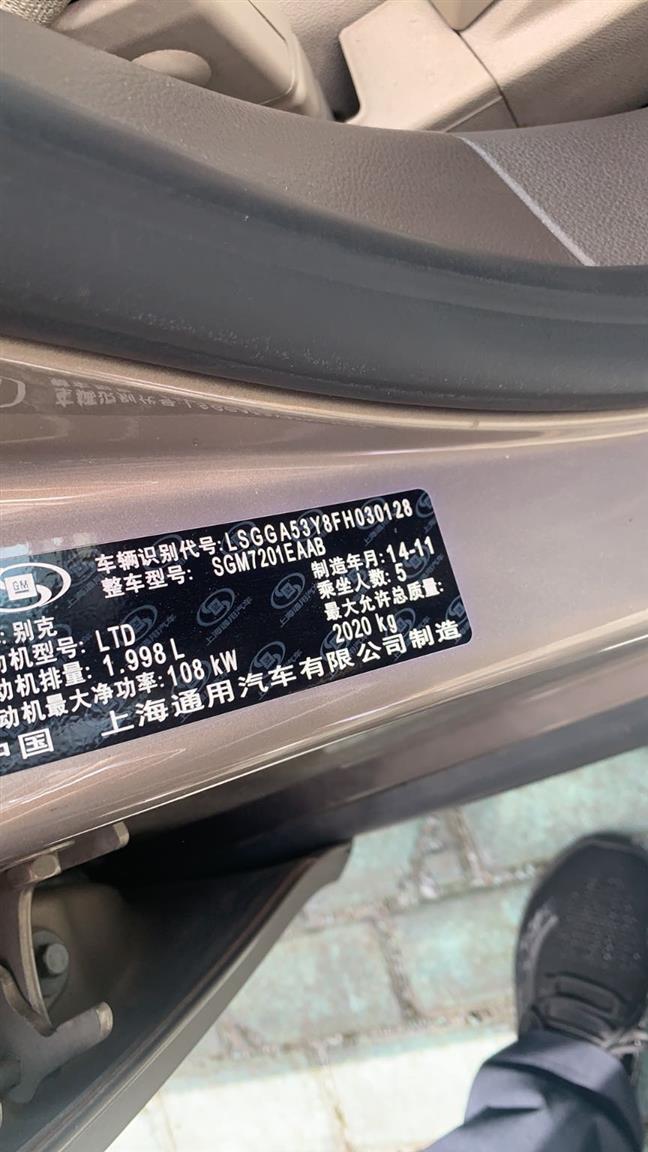 车辆识别代号:LSGGA53Y8FH030128
整车型号: SGM7201EAAB
制造年月:14-11
GM
: 别克
乘坐人数: 5
动机型号: LTD
最大允许总质量:
2020 kg
动机排量: 1.998 L
动机最大净功率: 108 kW
中国 上海通用汽车有限公司制造